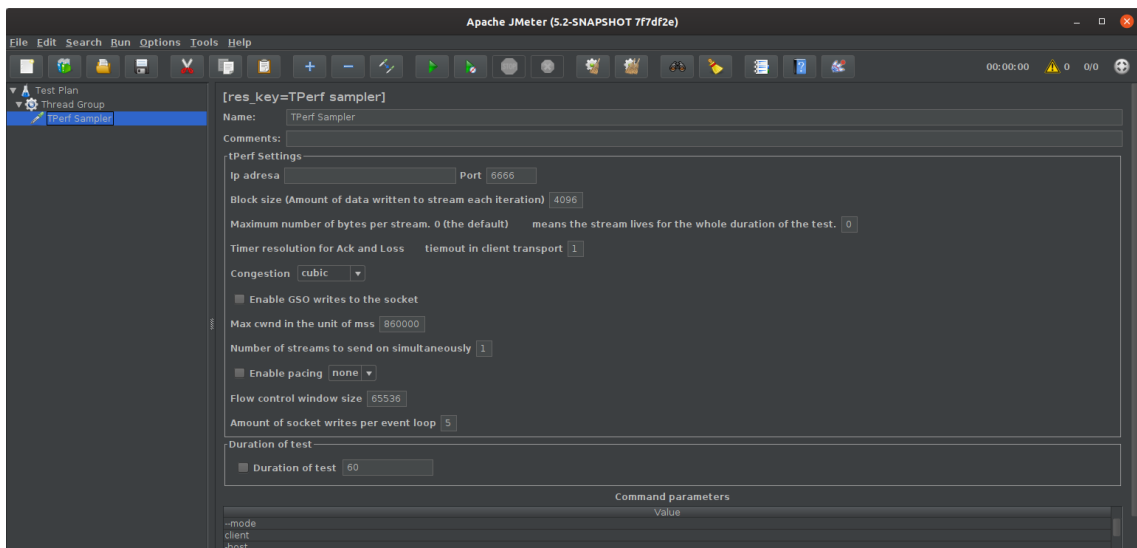 Apache JMeter (5.2-SNAPSHOT 7f7df2e)
File Edit Search Run Options Tools Help
00:00:00 0 0/0
Test Plan
Thread Group
TPerf Sampler
[res_key=TPerf sampler]
Name: TPerf Sampler
Comments:
tPerf Settings
Ip adresa Port 6666
Block size (Amount of data written to stream each iteration) 4096
Maximum number of bytes per stream. 0 (the default) means the stream lives for the whole duration of the test. 0
Timer resolution for Ack and Loss tiemout in client transport 1
Congestion cubic
Enable GSO writes to the socket
Max cwnd in the unit of mss 860000
Number of streams to send on simultaneously 1
Enable pacing none
Flow control window size 65536
Amount of socket writes per event loop 5
Duration of test
Duration of test 60
Command parameters
Value
--mode
client
-host